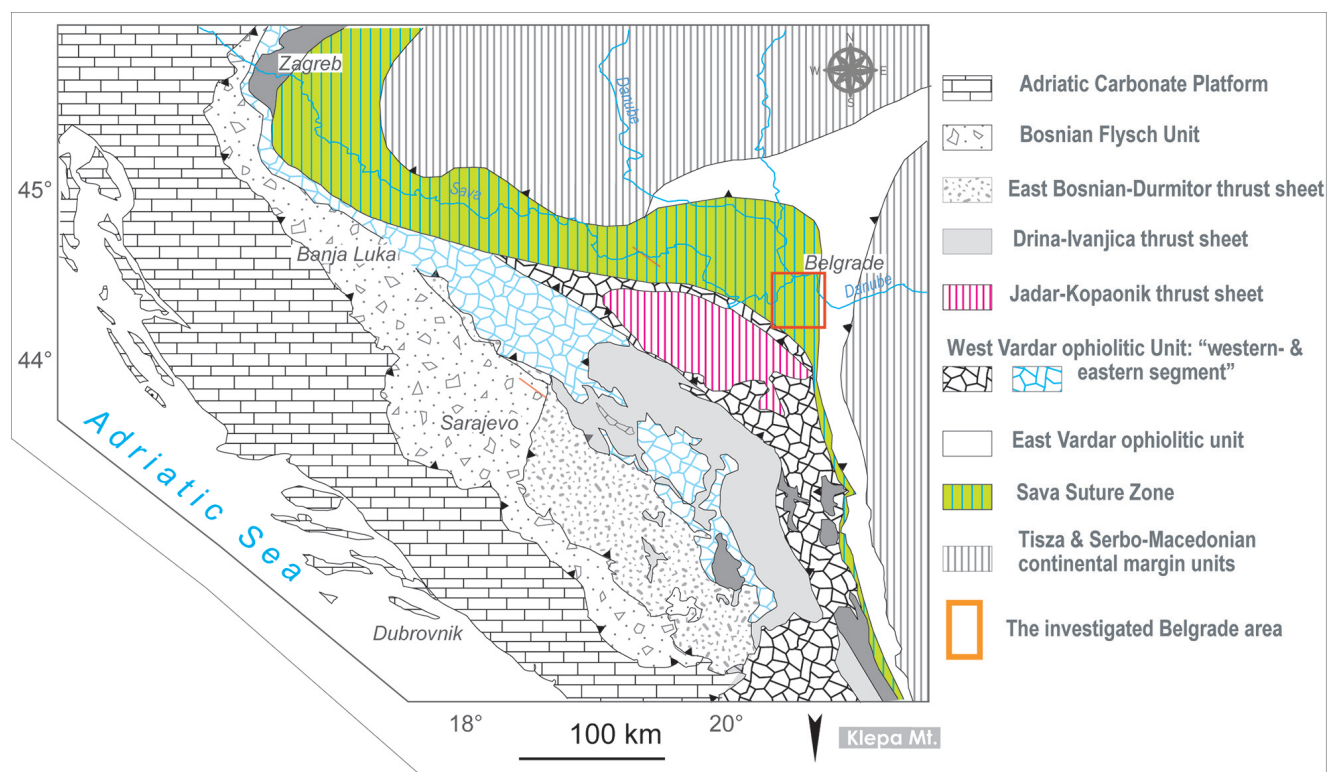 Zagreb
N
W
E
S
Danube
45°
Sava
Banja Luka
Belgrade
Danube
44°
Sarajevo
Adriatic Sea
Dubrovnik
18°
20°
100 km
Klepa Mt.
Adriatic Carbonate Platform
Bosnian Flysch Unit
East Bosnian-Durmitor thrust sheet
Drina-Ivanjica thrust sheet
Jadar-Kopaonik thrust sheet
West Vardar ophiolitic Unit: “western- &
eastern segment”
East Vardar ophiolitic unit
Sava Suture Zone
Tisza & Serbo-Macedonian
continental margin units
The investigated Belgrade area